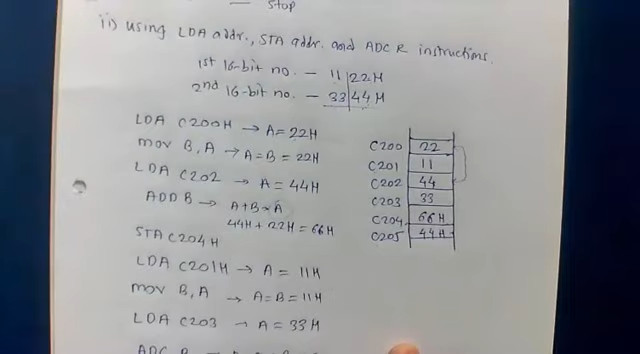 stop
ii) using LDA addr., STA addr. and ADC R instructions.
1st 16-bit no. - 11|22H
2nd 16-bit no. - 33|44H
LDA C200H → A=22H
mov B,A → A=B=22H
LDA C202 → A=44H
ADD B → A+B→A
44H+22H=66H
STA C204H
LDA C201H → A = 11H
mov B,A → A=B=11H
LDA C203 → A=33H
C200 22
C201 11
C202 44
C203 33
C204 66H
C205 44H